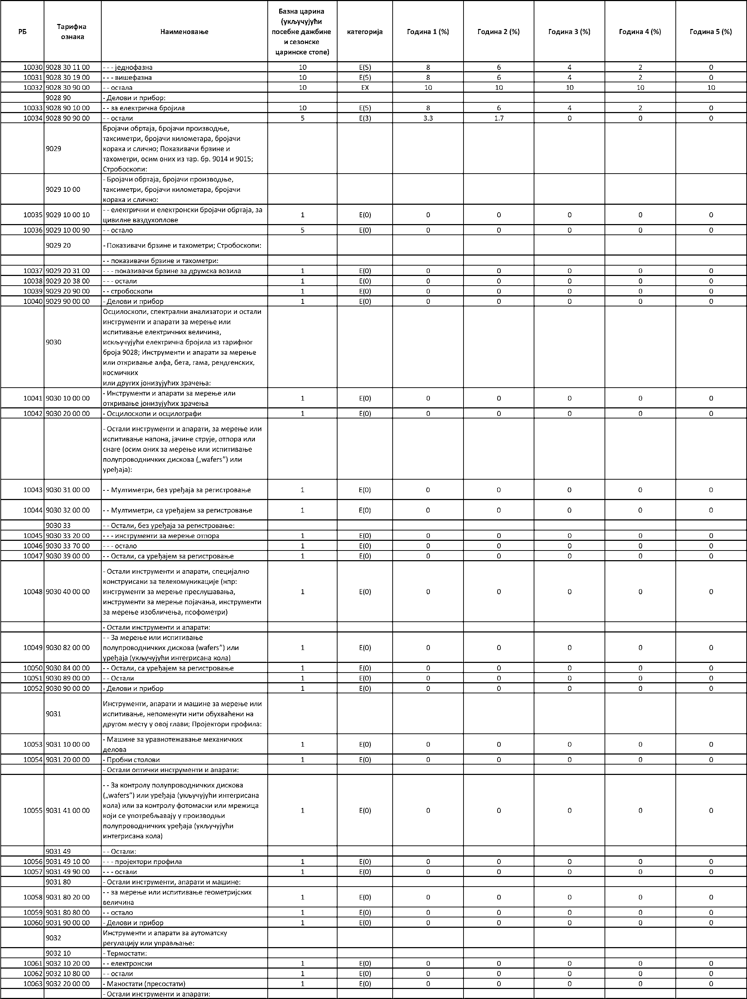 РБ Тарифна ознака Наименовање Базна царина (укључујући посебне дажбине и сезонске царинске стопе) категорија Година 1 (%) Година 2 (%) Година 3 (%) Година 4 (%) Година 5 (%)
10030 9028 30 11 00 - - - једнофазна 10 E(5) 8 6 4 2 0
10031 9028 30 19 00 - - - вишефазна 10 E(5) 8 6 4 2 0
10032 9028 30 90 00 - - остала 10 EX 10 10 10 10 10
9028 90 - Делови и прибор:
10033 9028 90 10 00 - - за електрична бројила 10 E(5) 8 6 4 2 0
10034 9028 90 90 00 - - остали 5 E(3) 3.3 1.7 0 0 0
9029 Бројачи обртаја, бројачи производње,
таксиметри, бројачи километара, бројачи
корака и слично; Показивачи брзине и
тахометри, осим оних из тар. бр. 9014 и 9015;
Стробоскопи:
9029 10 00 - Бројачи обртаја, бројачи производње,
таксиметри, бројачи километара, бројачи
корака и слично:
10035 9029 10 00 10 - - електрични и електронски бројачи обртаја, за
цивилне ваздухоплове 1 E(0) 0 0 0 0 0
10036 9029 10 00 90 - - остало 5 E(0) 0 0 0 0 0
9029 20 - Показивачи брзине и тахометри; Стробоскопи:
- - показивачи брзине и тахометри:
10037 9029 20 31 00 - - - показивачи брзине за друмска возила 1 E(0) 0 0 0 0 0
10038 9029 20 38 00 - - - остали 1 E(0) 0 0 0 0 0
10039 9029 20 90 00 - - стробоскопи 1 E(0) 0 0 0 0 0
10040 9029 90 00 00 - Делови и прибор 1 E(0) 0 0 0 0 0
9030 Осцилоскопи, спектрални анализатори и остали
инструменти и апарати за мерење или
испитивање електричних величина,
искључујући електрична бројила из тарифног
броја 9028; Инструменти и апарати за мерење
или откривање алфа, бета, гама, рендгенских,
космичких
или других јонизујућих зрачења:
10041 9030 10 00 00 - Инструменти и апарати за мерење или
откривање јонизујућих зрачења 1 E(0) 0 0 0 0 0
10042 9030 20 00 00 - Осцилоскопи и осцилографи 1 E(0) 0 0 0 0 0
- Остали инструменти и апарати, за мерење или
испитивање напона, јачине струје, отпора или
снаге (осим оних за мерење или испитивање
полупроводничких дискова („wafers”) или
уређаја):
10043 9030 31 00 00 - - Мултиметри, без уређаја за регистровање 1 E(0) 0 0 0 0 0
10044 9030 32 00 00 - - Мултиметри, са уређајем за регистровање 1 E(0) 0 0 0 0 0
9030 33 - - Остали, без уређаја за регистровање:
10045 9030 33 20 00 - - - инструменти за мерење отпора 1 E(0) 0 0 0 0 0
10046 9030 33 70 00 - - - остало 1 E(0) 0 0 0 0 0
10047 9030 39 00 00 - - Остали, са уређајем за регистровање 1 E(0) 0 0 0 0 0
10048 9030 40 00 00 - Остали инструменти и апарати, специјално
конструисани за телекомуникације (нпр:
инструменти за мерење преслушавања,
инструменти за мерење појачања, инструменти
за мерење изобличења, псофометри) 1 E(0) 0 0 0 0 0
- Остали инструменти и апарати:
10049 9030 82 00 00 - - За мерење или испитивање
полупроводничких дискова (wafers”) или
уређаја (укључујући интегрисана кола) 1 E(0) 0 0 0 0 0
10050 9030 84 00 00 - - Остали, са уређајем за регистровање 1 E(0) 0 0 0 0 0
10051 9030 89 00 00 - - Остали 1 E(0) 0 0 0 0 0
10052 9030 90 00 00 - Делови и прибор 1 E(0) 0 0 0 0 0
9031 Инструменти, апарати и машине за мерење или
испитивање, непоменути нити обухваћени на
другом месту у овој глави; Пројектори профила:
10053 9031 10 00 00 - Машине за уравнотежавање механичких
делова 1 E(0) 0 0 0 0 0
10054 9031 20 00 00 - Пробни столови 1 E(0) 0 0 0 0 0
- Остали оптички инструменти и апарати:
10055 9031 41 00 00 - - За контролу полупроводничких дискова
(„wafers”) или уређаја (укључујући интегрисана
кола) или за контролу фотомаски или мрежица
који се употребљавају у производњи
полупроводничких уређаја (укључујући
интегрисана кола) 1 E(0) 0 0 0 0 0
9031 49 - - Остали:
10056 9031 49 10 00 - - - пројектори профила 1 E(0) 0 0 0 0 0
10057 9031 49 90 00 - - - остали 1 E(0) 0 0 0 0 0
9031 80 - Остали инструменти, апарати и машине:
10058 9031 80 20 00 - - за мерење или испитивање геометријских
величина 1 E(0) 0 0 0 0 0
10059 9031 80 80 00 - - остало 1 E(0) 0 0 0 0 0
10060 9031 90 00 00 - Делови и прибор 1 E(0) 0 0 0 0 0
9032 Инструменти и апарати за аутоматску
регулацију или управљање:
9032 10 - Термостати:
10061 9032 10 20 00 - - електронски 1 E(0) 0 0 0 0 0
10062 9032 10 80 00 - - остали 1 E(0) 0 0 0 0 0
10063 9032 20 00 00 - Маностати (пресостати) 1 E(0) 0 0 0 0 0
- Остали инструменти и апарати: